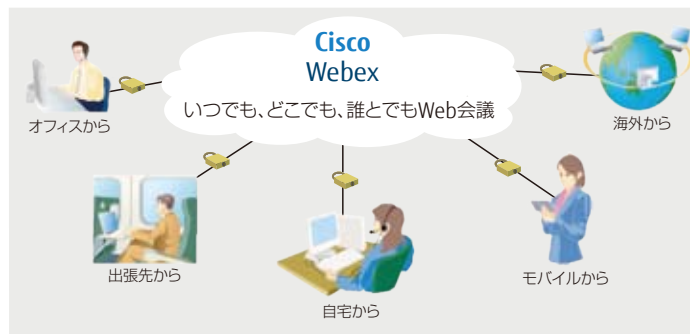 Cisco
Webex
いつでも、どこでも、誰とでもWeb会議
オフィスから
海外から
出張先から
自宅から
モバイルから